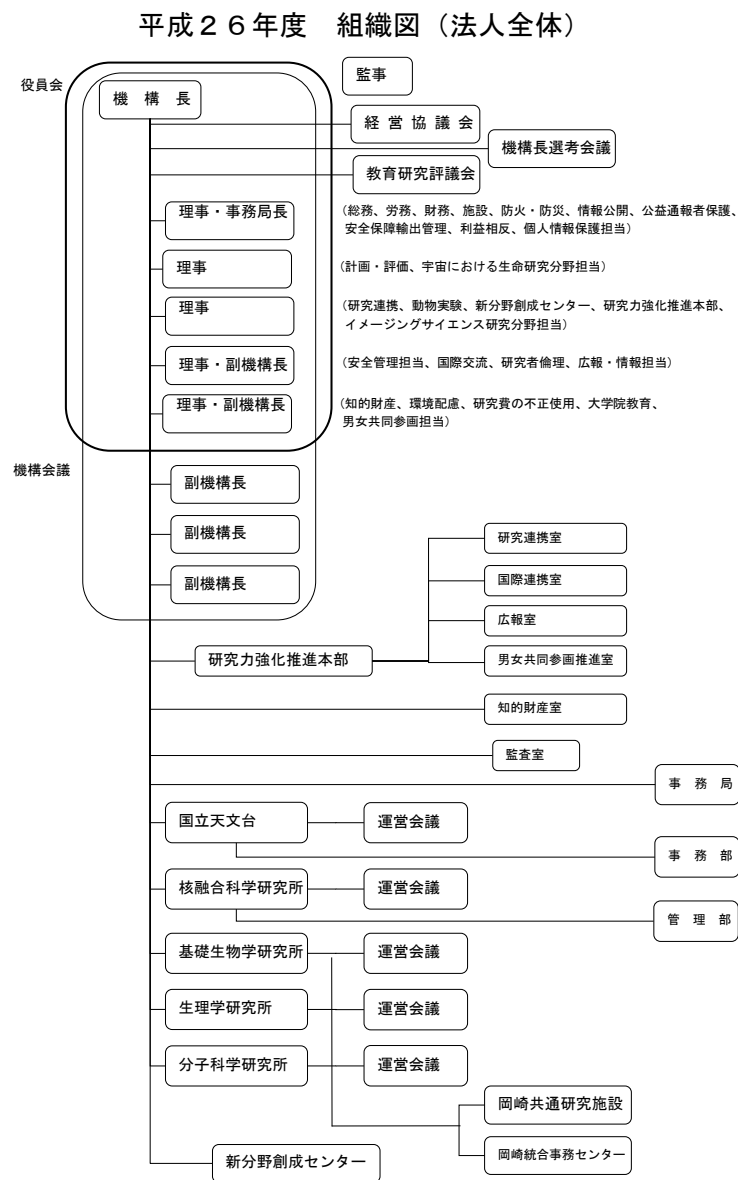 平成２６年度　組織図（法人全体）
役員会
監事
機　構　長
経 営 協 議 会
機構長選考会議
教育研究評議会
理事・事務局長
（総務、労務、財務、施設、防火・防災、情報公開、公益通報者保護、
安全保障輸出管理、利益相反、個人情報保護担当）
理事
（計画・評価、宇宙における生命研究分野担当）
理事
（研究連携、動物実験、新分野創成センター、研究力強化推進本部、
イメージングサイエンス研究分野担当）
理事・副機構長
（安全管理担当、国際交流、研究者倫理、広報・情報担当）
理事・副機構長
（知的財産、環境配慮、研究費の不正使用、大学院教育、
男女共同参画担当）
機構会議
副機構長
副機構長
副機構長
研究連携室
国際連携室
広報室
研究力強化推進本部
男女共同参画推進室
知的財産室
監査室
事　務　局
国立天文台
運営会議
事　務　部
核融合科学研究所
運営会議
管　理　部
基礎生物学研究所
運営会議
生理学研究所
運営会議
分子科学研究所
運営会議
岡崎共通研究施設
岡崎統合事務センター
新分野創成センター